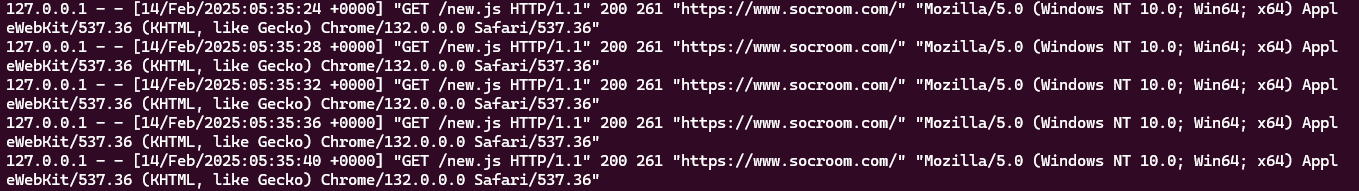 127.0.0.1 - - [14/Feb/2025:05:35:24 +0000] "GET /new.js HTTP/1.1" 200 261 "https://www.socroom.com/" "Mozilla/5.0 (Windows NT 10.0; Win64; x64) Appl
eWebKit/537.36 (KHTML, like Gecko) Chrome/132.0.0.0 Safari/537.36"
127.0.0.1 - - [14/Feb/2025:05:35:28 +0000] "GET /new.js HTTP/1.1" 200 261 "https://www.socroom.com/" "Mozilla/5.0 (Windows NT 10.0; Win64; x64) Appl
eWebKit/537.36 (KHTML, like Gecko) Chrome/132.0.0.0 Safari/537.36"
127.0.0.1 - - [14/Feb/2025:05:35:32 +0000] "GET /new.js HTTP/1.1" 200 261 "https://www.socroom.com/" "Mozilla/5.0 (Windows NT 10.0; Win64; x64) Appl
eWebKit/537.36 (KHTML, like Gecko) Chrome/132.0.0.0 Safari/537.36"
127.0.0.1 - - [14/Feb/2025:05:35:36 +0000] "GET /new.js HTTP/1.1" 200 261 "https://www.socroom.com/" "Mozilla/5.0 (Windows NT 10.0; Win64; x64) Appl
eWebKit/537.36 (KHTML, like Gecko) Chrome/132.0.0.0 Safari/537.36"
127.0.0.1 - - [14/Feb/2025:05:35:40 +0000] "GET /new.js HTTP/1.1" 200 261 "https://www.socroom.com/" "Mozilla/5.0 (Windows NT 10.0; Win64; x64) Appl
eWebKit/537.36 (KHTML, like Gecko) Chrome/132.0.0.0 Safari/537.36"